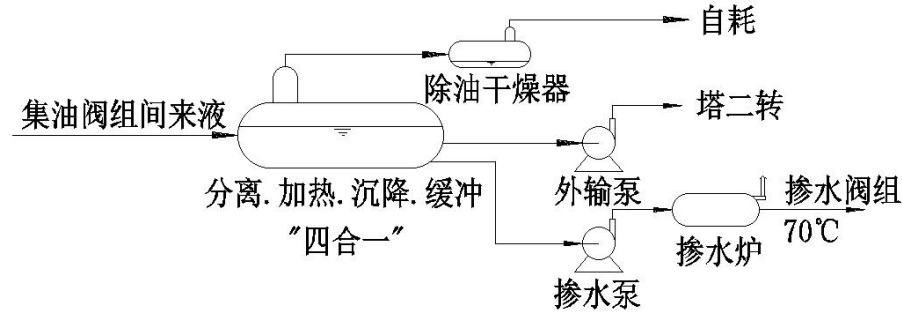 自耗
除油干燥器
集油阀组间来液
塔二转
分离.加热.沉降.缓冲
"四合一"
外输泵
掺水阀组
70℃
掺水炉
掺水泵